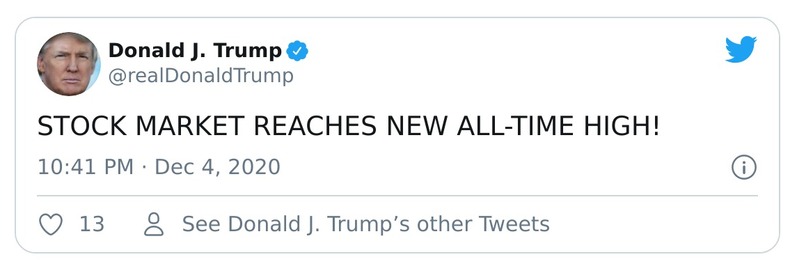 Donald J. Trump
@realDonaldTrump
STOCK MARKET REACHES NEW ALL-TIME HIGH!
10:41 PM · Dec 4, 2020
13 See Donald J. Trump’s other Tweets